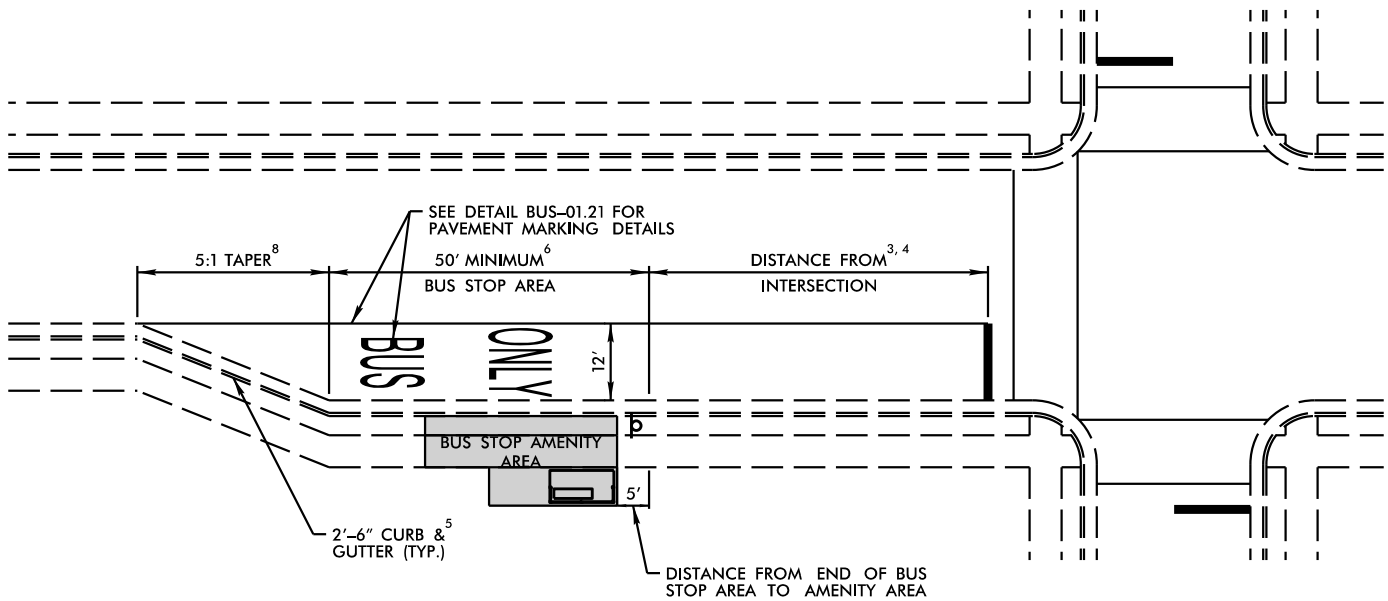 SEE DETAIL BUS–01.21 FOR
PAVEMENT MARKING DETAILS
5:1 TAPER8
50' MINIMUM6
BUS STOP AREA
DISTANCE FROM3, 4
INTERSECTION
BUS
ONLY
12'
BUS STOP AMENITY
AREA
5'
2'–6" CURB &5
GUTTER (TYP.)
DISTANCE FROM END OF BUS
STOP AREA TO AMENITY AREA